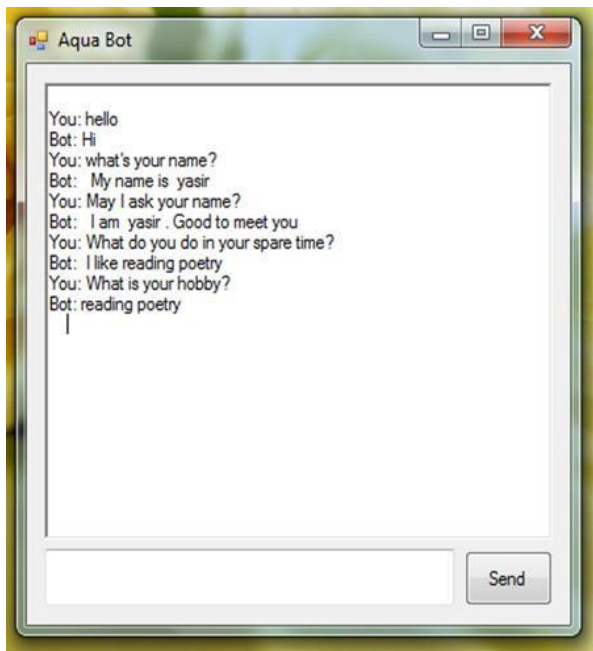 Aqua Bot
You: hello
Bot: Hi
You: what's your name?
Bot:   My name is  yasir
You: May I ask your name?
Bot:   I am  yasir . Good to meet you
You: What do you do in your spare time?
Bot:  I like reading poetry
You: What is your hobby?
Bot: reading poetry
Send